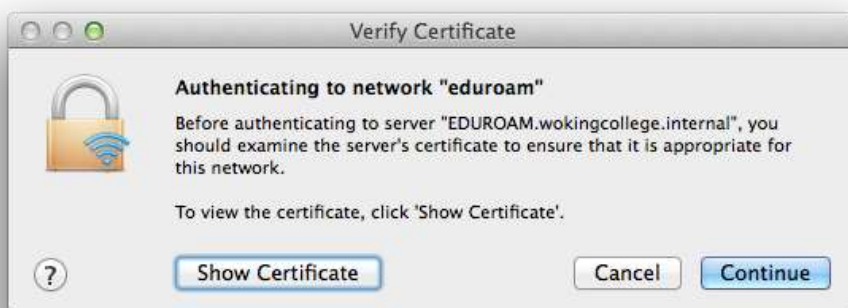 Verify Certificate
Authenticating to network "eduroam"
Before authenticating to server "EDUROAM.wokingcollege.internal", you
should examine the server's certificate to ensure that it is appropriate for
this network.
To view the certificate, click 'Show Certificate'.
? Show Certificate Cancel Continue